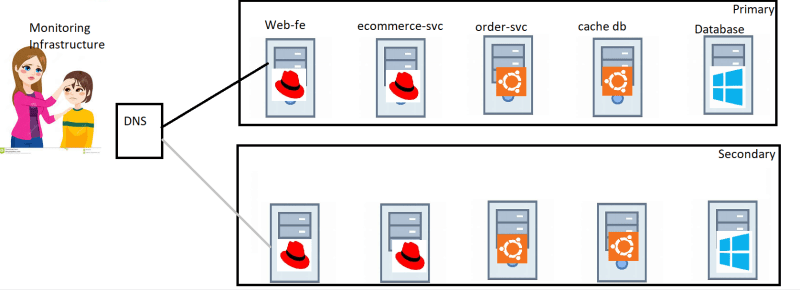 Monitoring
Infrastructure
DNS
Primary
Web-fe
ecommerce-svc
order-svc
cache db
Database
Secondary